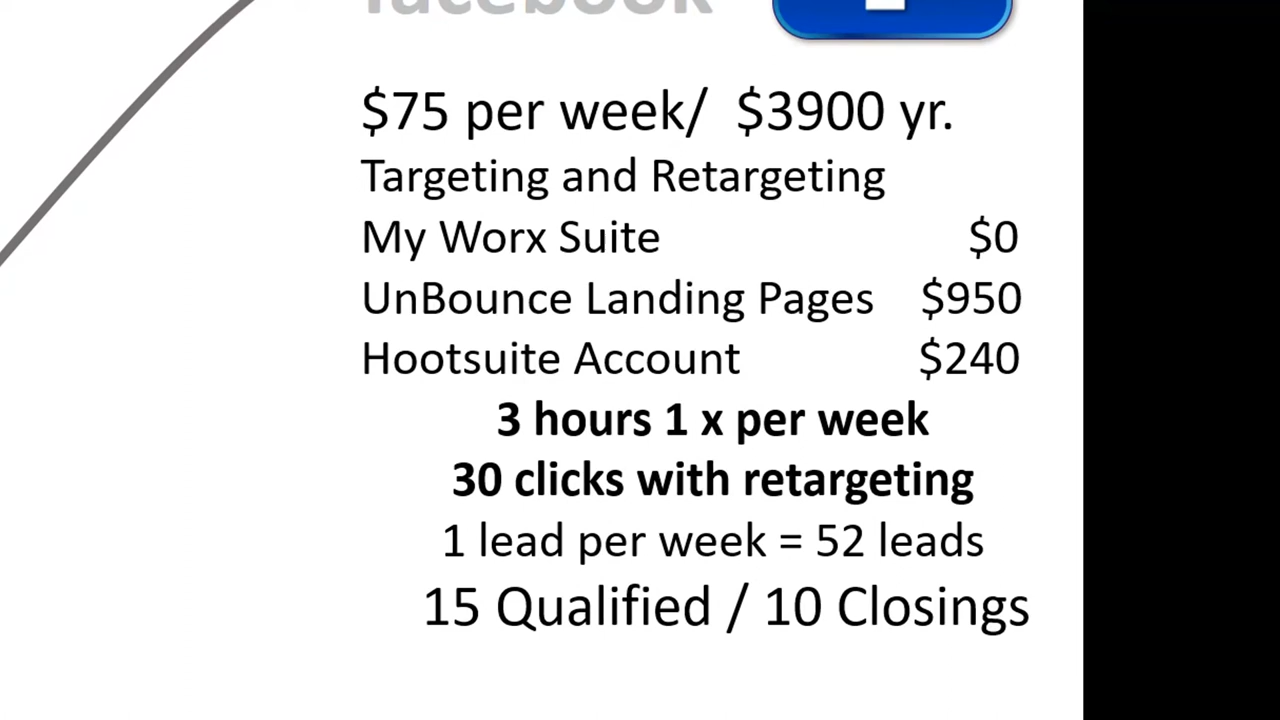 facebook
$75 per week/ $3900 yr.
Targeting and Retargeting
My Worx Suite $0
UnBounce Landing Pages $950
Hootsuite Account $240
3 hours 1 x per week
30 clicks with retargeting
1 lead per week = 52 leads
15 Qualified / 10 Closings